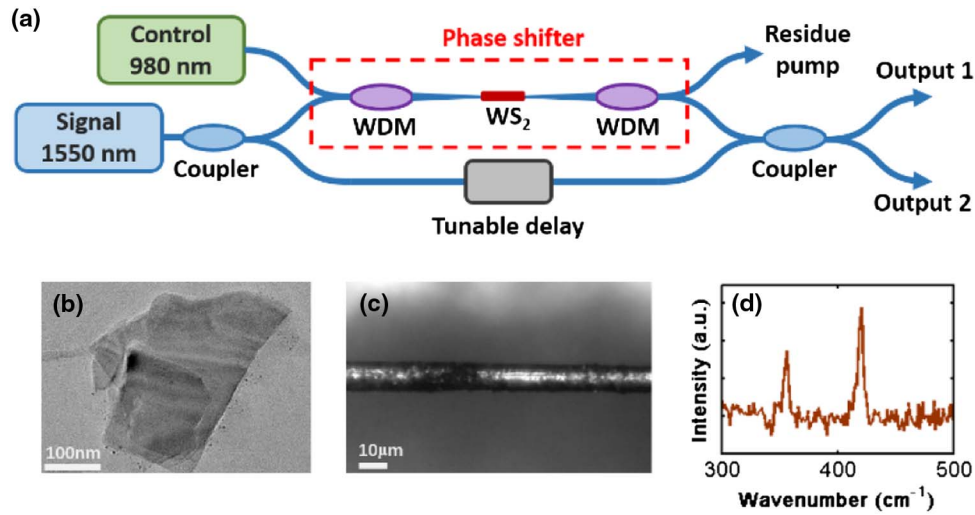 (a)
Control
980 nm
Signal
1550 nm
Coupler
Phase shifter
WDM
WS₂
WDM
Tunable delay
Residue
pump
Coupler
Output 1
Output 2
(b)
100nm
(c)
10μm
(d)
Intensity (a.u.)
300
400
500
Wavenumber (cm⁻¹)